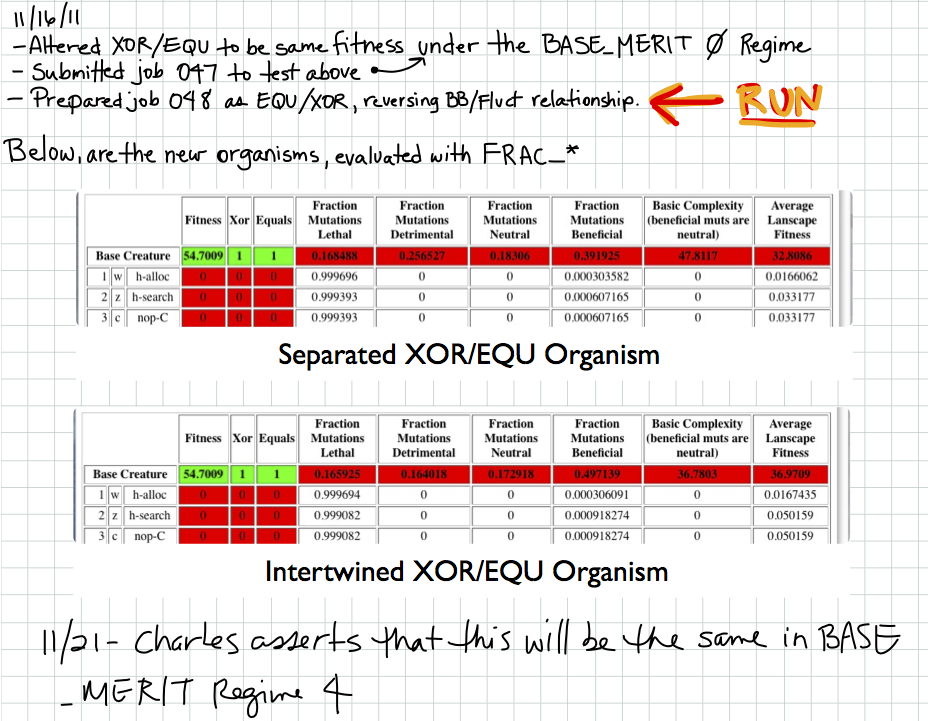 11/16/11
- Altered XOR/EQU to be same fitness under the BASE_MERIT Ø Regime
- Submitted job 047 to test above
- Prepared job 048 as EQU/XOR, reversing BB/Fluct relationship. RUN
Below, are the new organisms, evaluated with FRAC_*
Fitness Xor Equals Fraction Mutations Lethal Fraction Mutations Detrimental Fraction Mutations Neutral Fraction Mutations Beneficial Basic Complexity (beneficial muts are neutral) Average Lanscape Fitness
Base Creature 54.7009 1 1 0.168488 0.256527 0.18306 0.391925 47.8117 32.8086
1 w h-alloc 0 0 0 0.999696 0 0 0.000303582 0 0.0166062
2 z h-search 0 0 0 0.999393 0 0 0.000607165 0 0.033177
3 c nop-C 0 0 0 0.999393 0 0 0.000607165 0 0.033177
Separated XOR/EQU Organism
Fitness Xor Equals Fraction Mutations Lethal Fraction Mutations Detrimental Fraction Mutations Neutral Fraction Mutations Beneficial Basic Complexity (beneficial muts are neutral) Average Lanscape Fitness
Base Creature 54.7009 1 1 0.165925 0.164018 0.172918 0.497139 36.7803 36.9709
1 w h-alloc 0 0 0 0.999694 0 0 0.000306091 0 0.0167435
2 z h-search 0 0 0 0.999082 0 0 0.000918274 0 0.050159
3 c nop-C 0 0 0 0.999082 0 0 0.000918274 0 0.050159
Intertwined XOR/EQU Organism
11/21 - Charles asserts that this will be the same in BASE
_MERIT Regime 4